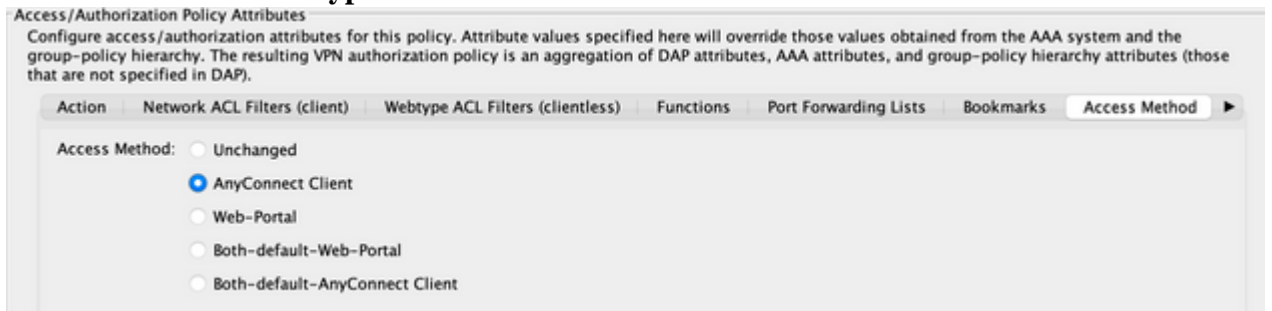 Access/Authorization Policy Attributes
Configure access/authorization attributes for this policy. Attribute values specified here will override those values obtained from the AAA system and the
group-policy hierarchy. The resulting VPN authorization policy is an aggregation of DAP attributes, AAA attributes, and group-policy hierarchy attributes (those
that are not specified in DAP).
Action Network ACL Filters (client) Webtype ACL Filters (clientless) Functions Port Forwarding Lists Bookmarks Access Method
Access Method: Unchanged
AnyConnect Client
Web-Portal
Both-default-Web-Portal
Both-default-AnyConnect Client